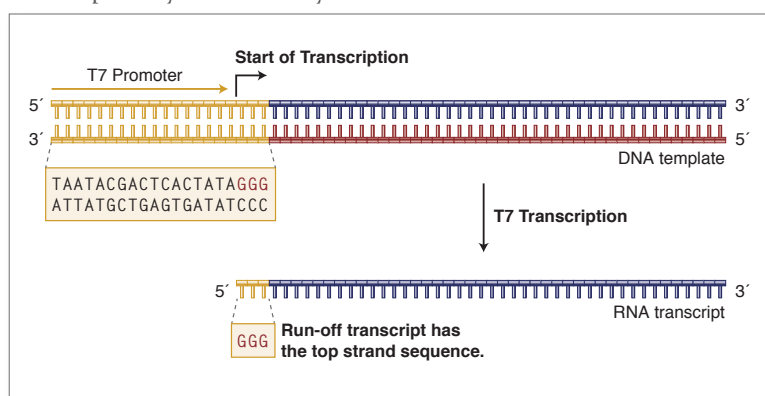 Start of Transcription
T7 Promoter
5´ 3´
3´ 5´
DNA template
TAATACGACTCACTATAGGG
ATTATGCTGAGTGATATCCC
T7 Transcription
5´ 3´
RNA transcript
GGG
Run-off transcript has
the top strand sequence.